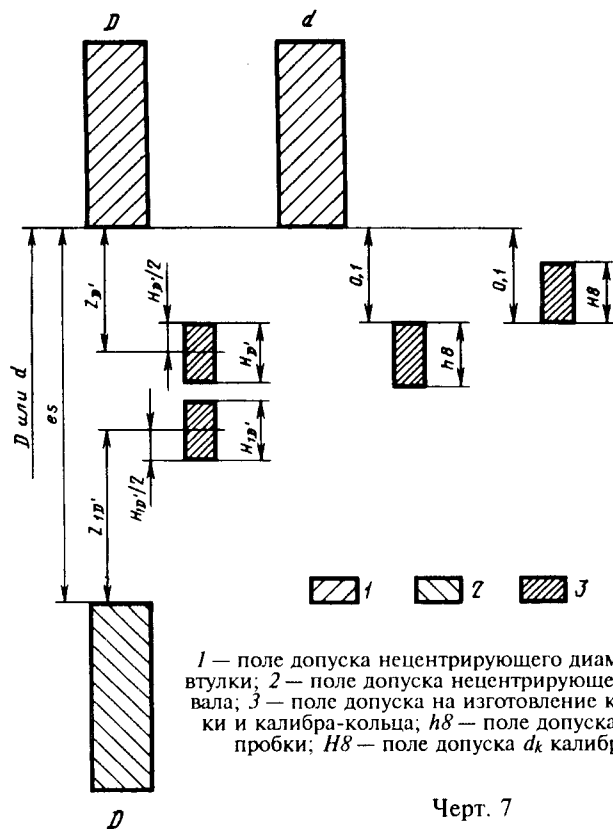 D d
Z_D' H_D'/2 H_D' 0,1 h8 0,1 H8
D или d es
Z_1D' H_1D'/2 H_1D'
1 2 3
1 — поле допуска нецентрирующего диам
втулки; 2 — поле допуска нецентрирующе
вала; 3 — поле допуска на изготовление к
ки и калибра-кольца; h8 — поле допуска
пробки; H8 — поле допуска d_k калибр
D
Черт. 7